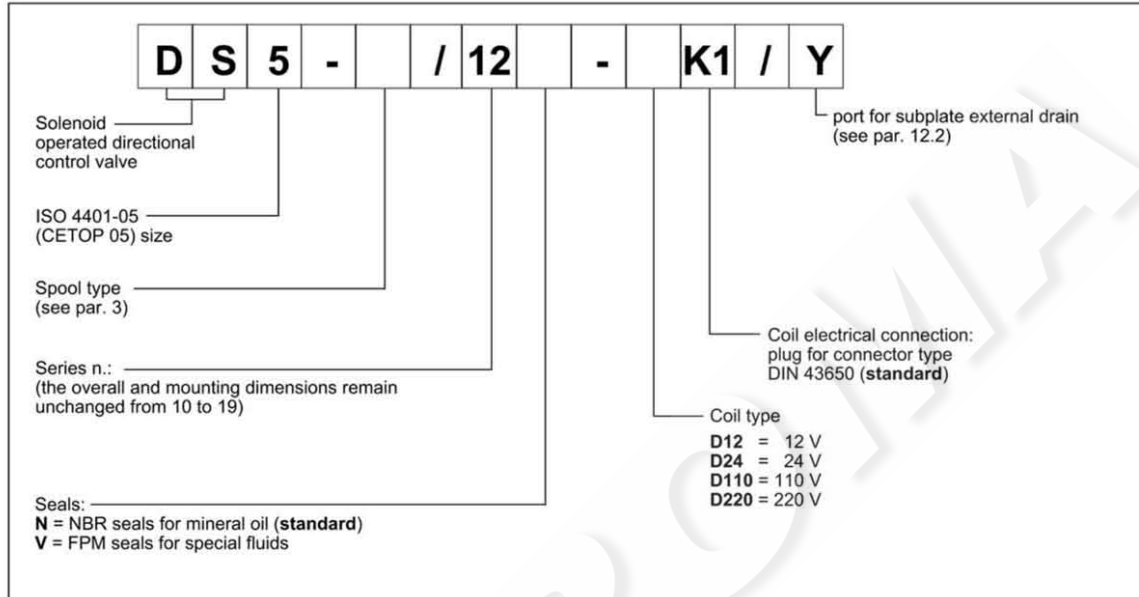 D S 5 - / 12 - K1 / Y
Solenoid
operated directional
control valve
port for subplate external drain
(see par. 12.2)
ISO 4401-05
(CETOP 05) size
Spool type
(see par. 3)
Series n.:
(the overall and mounting dimensions remain
unchanged from 10 to 19)
Coil electrical connection:
plug for connector type
DIN 43650 (standard)
Coil type
D12 = 12 V
D24 = 24 V
D110 = 110 V
D220 = 220 V
Seals:
N = NBR seals for mineral oil (standard)
V = FPM seals for special fluids